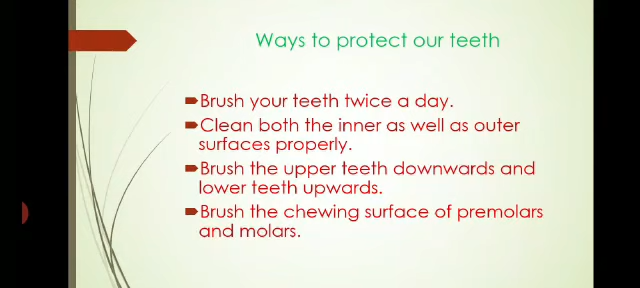 Ways to protect our teeth
Brush your teeth twice a day.
Clean both the inner as well as outer
surfaces properly.
Brush the upper teeth downwards and
lower teeth upwards.
Brush the chewing surface of premolars
and molars.